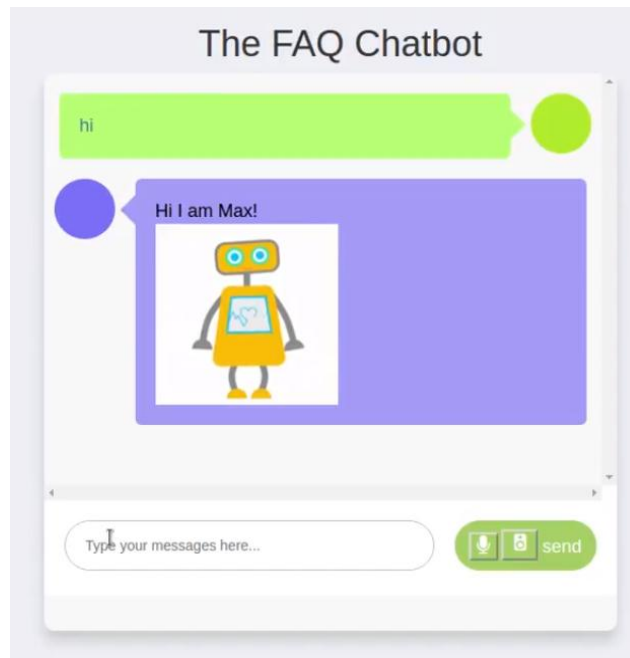 The FAQ Chatbot
hi
Hi I am Max!
Type your messages here...
send